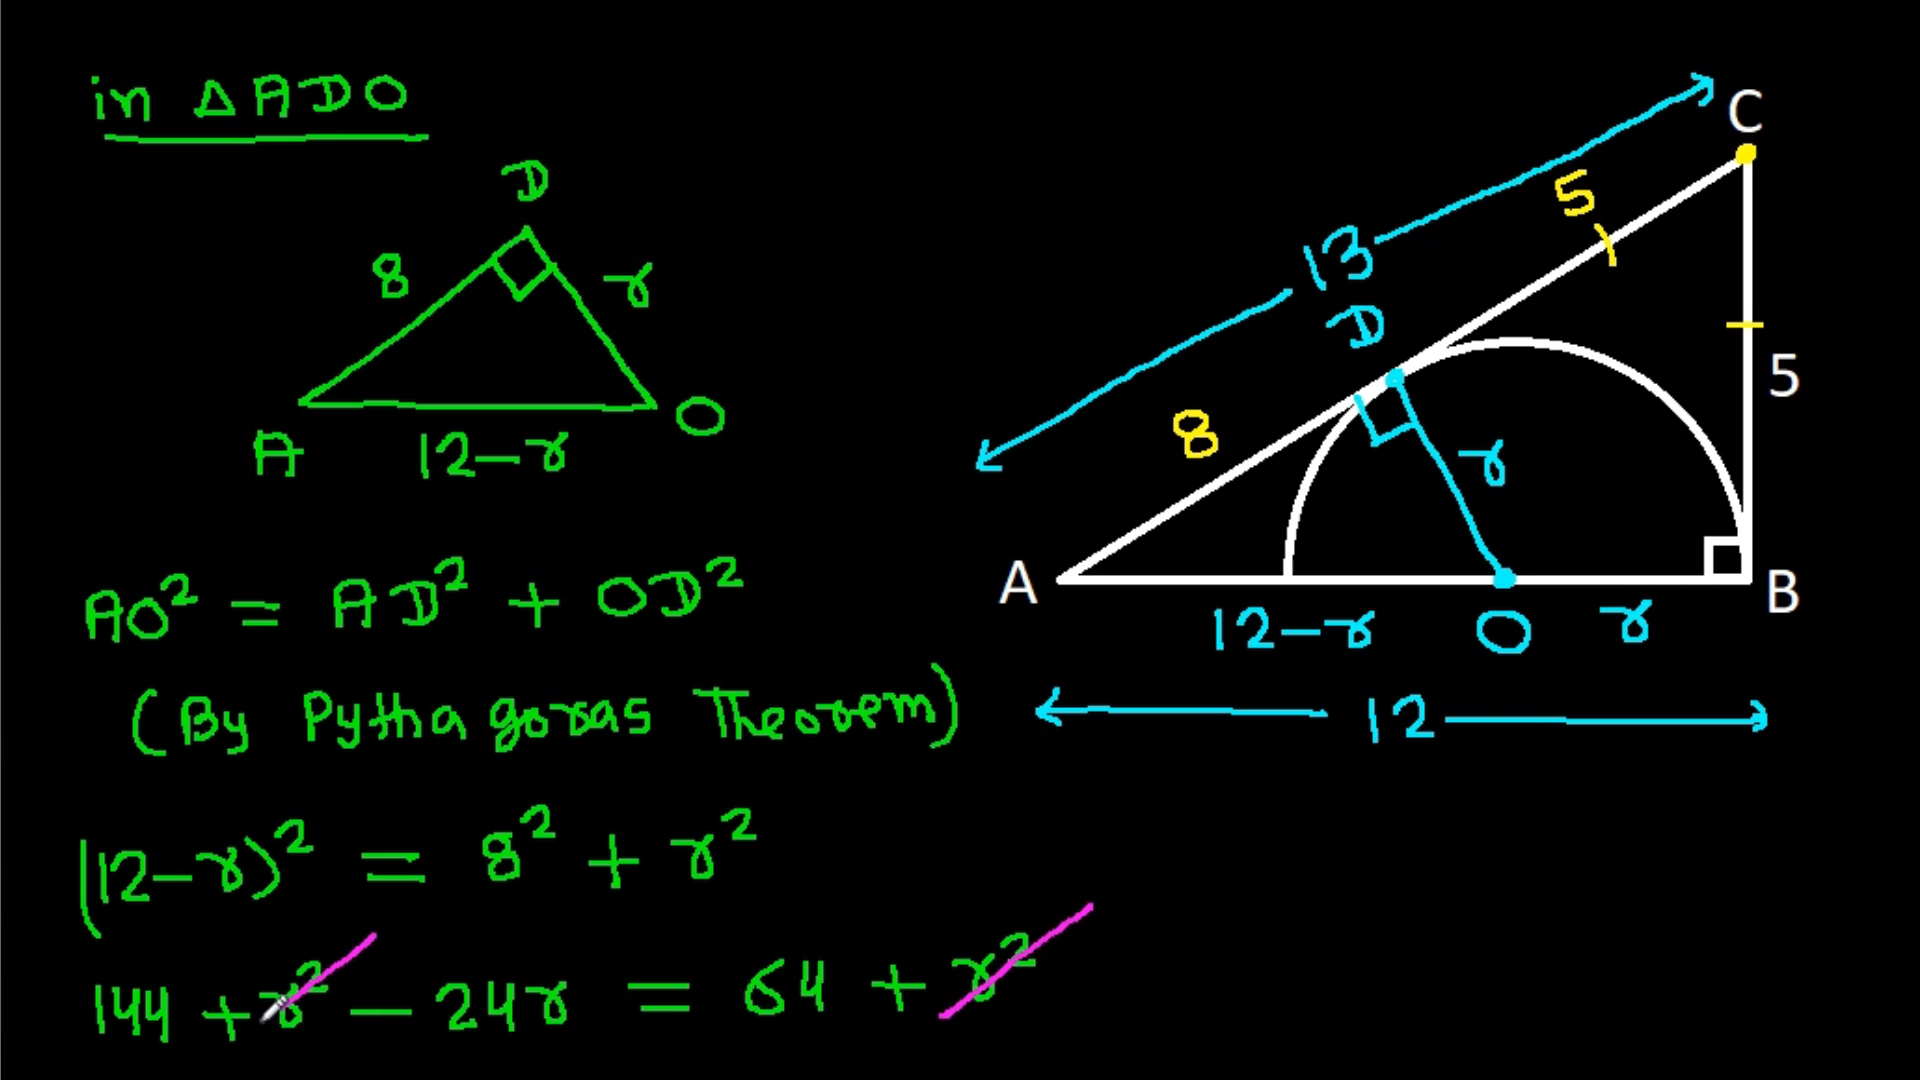 in △ADO
D
8
r
A
12-r
O
AO² = AD² + OD²
(By Pythagoras Theorem)
(12-r)² = 8² + r²
144 + r² - 24r = 64 + r²
C
5
13
D
5
8
r
A
B
12-r
O
r
12